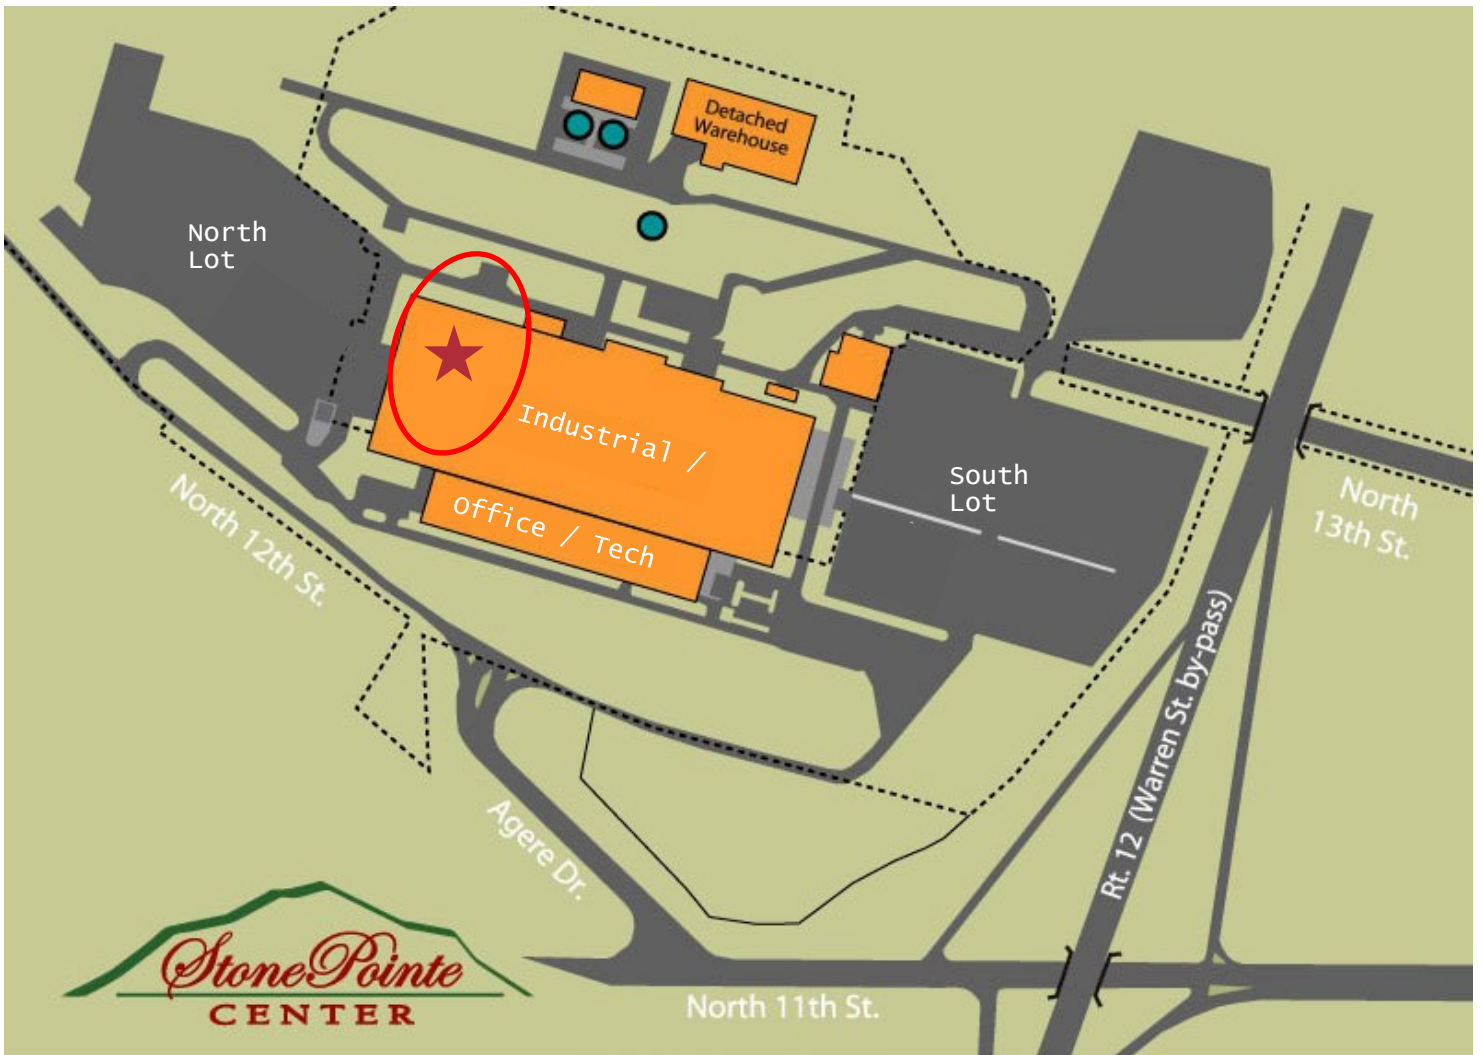 Detached
Warehouse
North
Lot
Industrial /
Office / Tech
South
Lot
North
13th St.
North 12th St.
Rt. 12 (Warren St. by-pass)
Agere Dr.
StonePointe
CENTER
North 11th St.